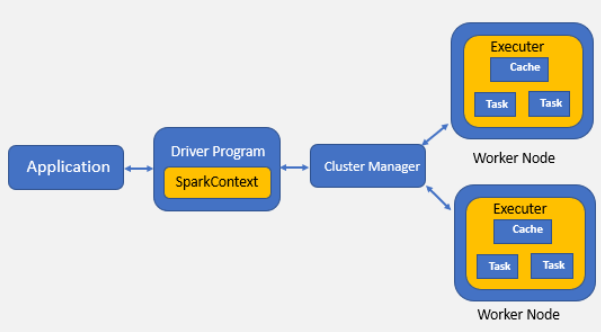 Application
Driver Program
SparkContext
Cluster Manager
Executer
Cache
Task
Task
Worker Node
Executer
Cache
Task
Task
Worker Node